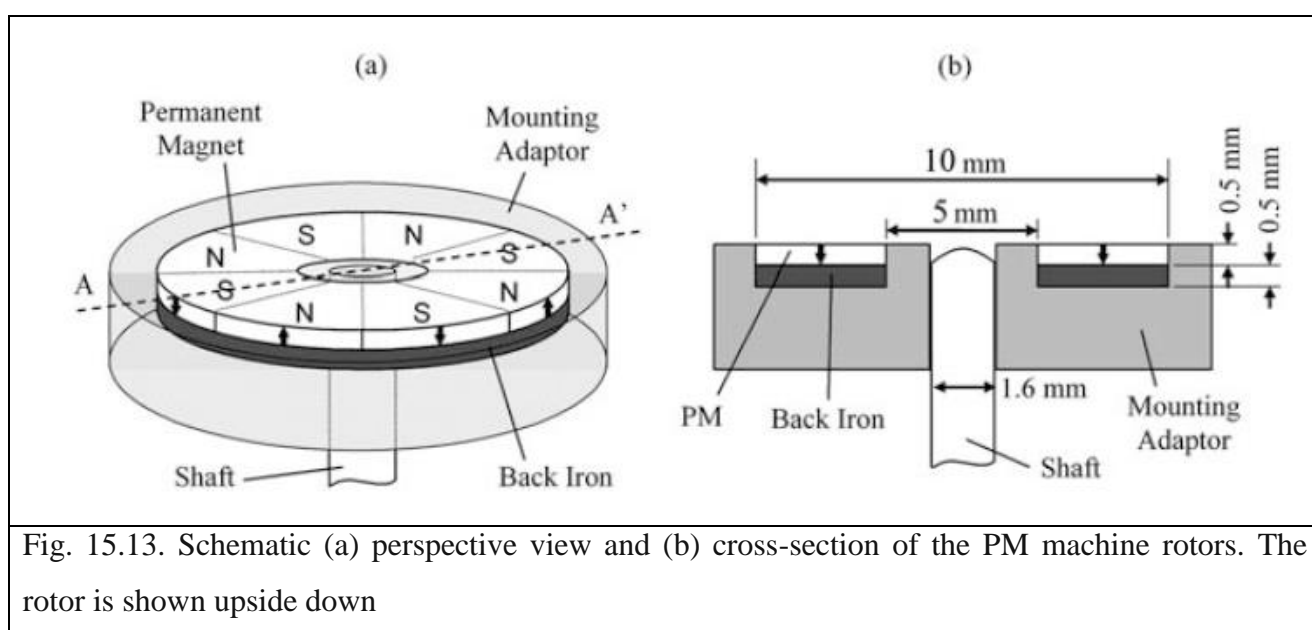 (a)
Permanent
Magnet
Mounting
Adaptor
A
A'
N
S
N
S
N
S
N
S
Shaft
Back Iron
(b)
10 mm
5 mm
0.5 mm
0.5 mm
1.6 mm
PM
Back Iron
Mounting
Adaptor
Shaft
Fig. 15.13. Schematic (a) perspective view and (b) cross-section of the PM machine rotors. The
rotor is shown upside down